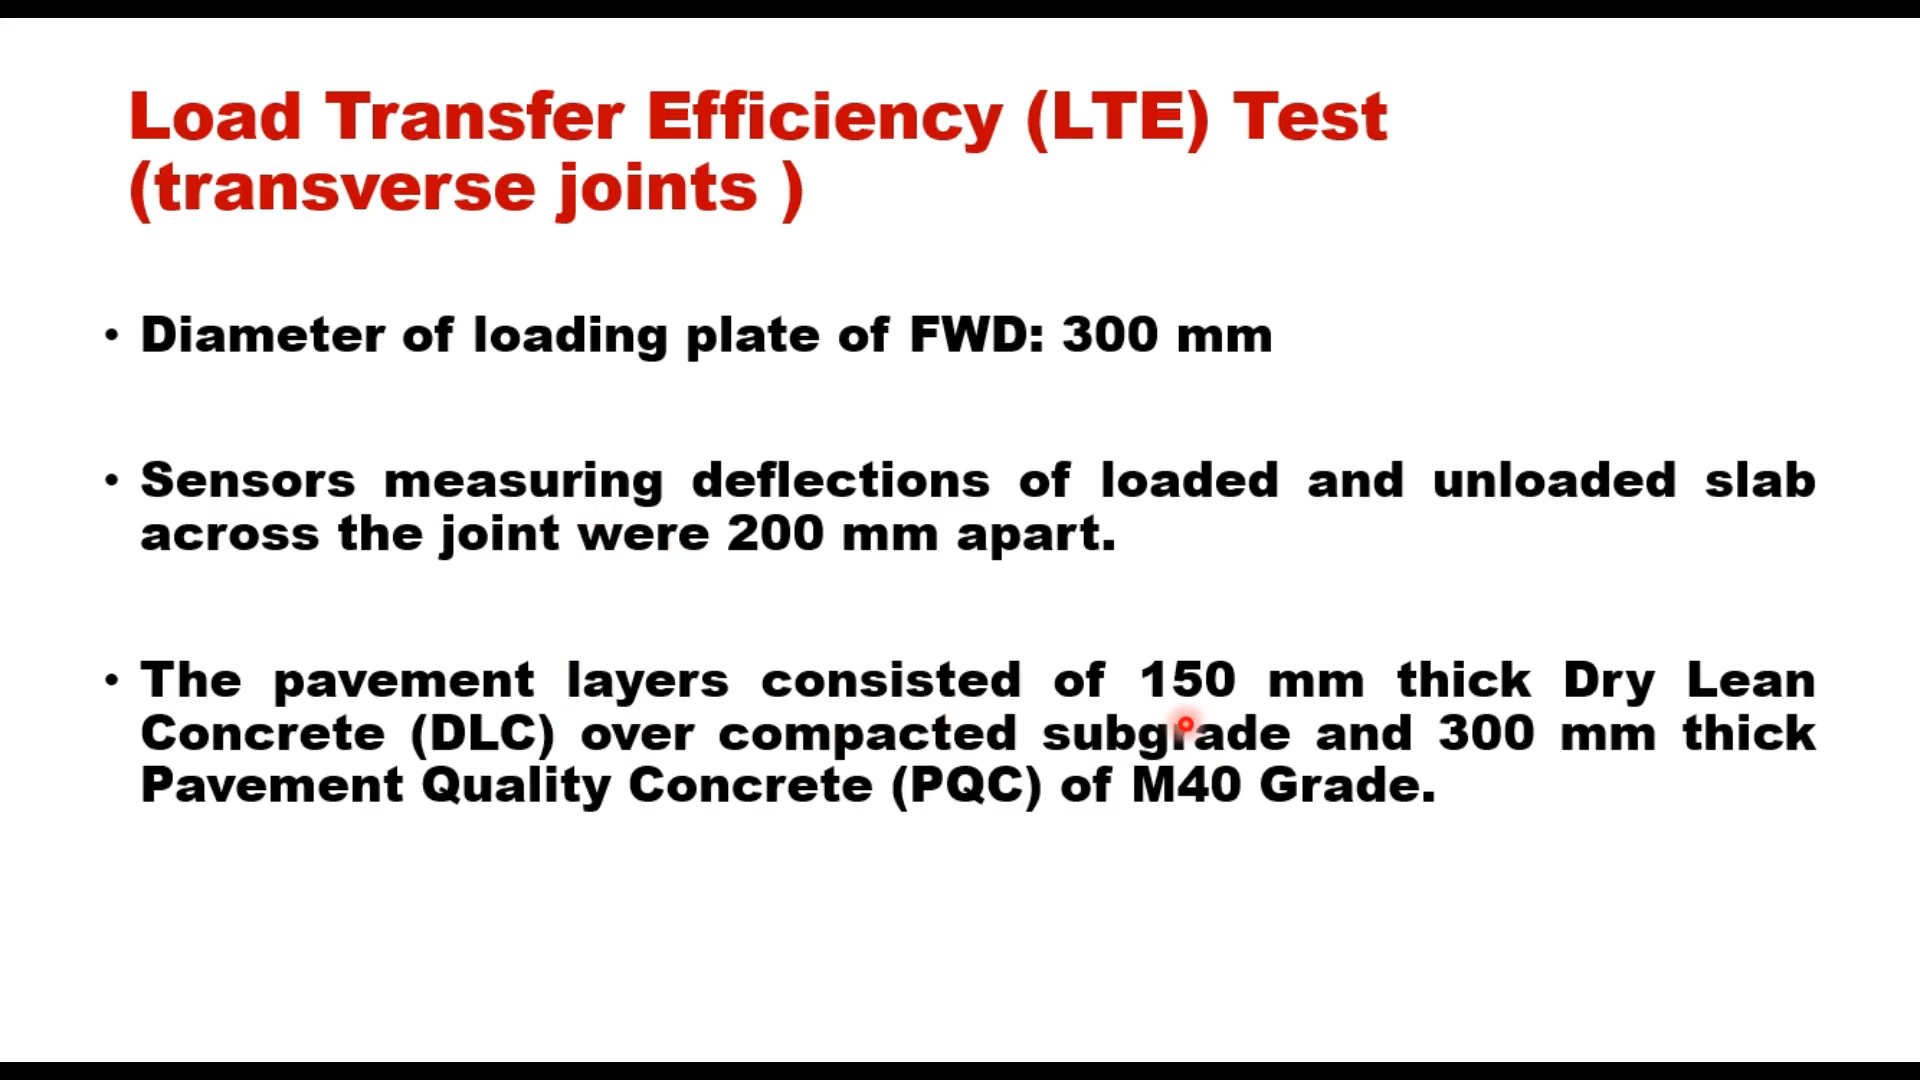 Load Transfer Efficiency (LTE) Test
(transverse joints )
• Diameter of loading plate of FWD: 300 mm
• Sensors measuring deflections of loaded and unloaded slab
across the joint were 200 mm apart.
• The pavement layers consisted of 150 mm thick Dry Lean
Concrete (DLC) over compacted subgrade and 300 mm thick
Pavement Quality Concrete (PQC) of M40 Grade.